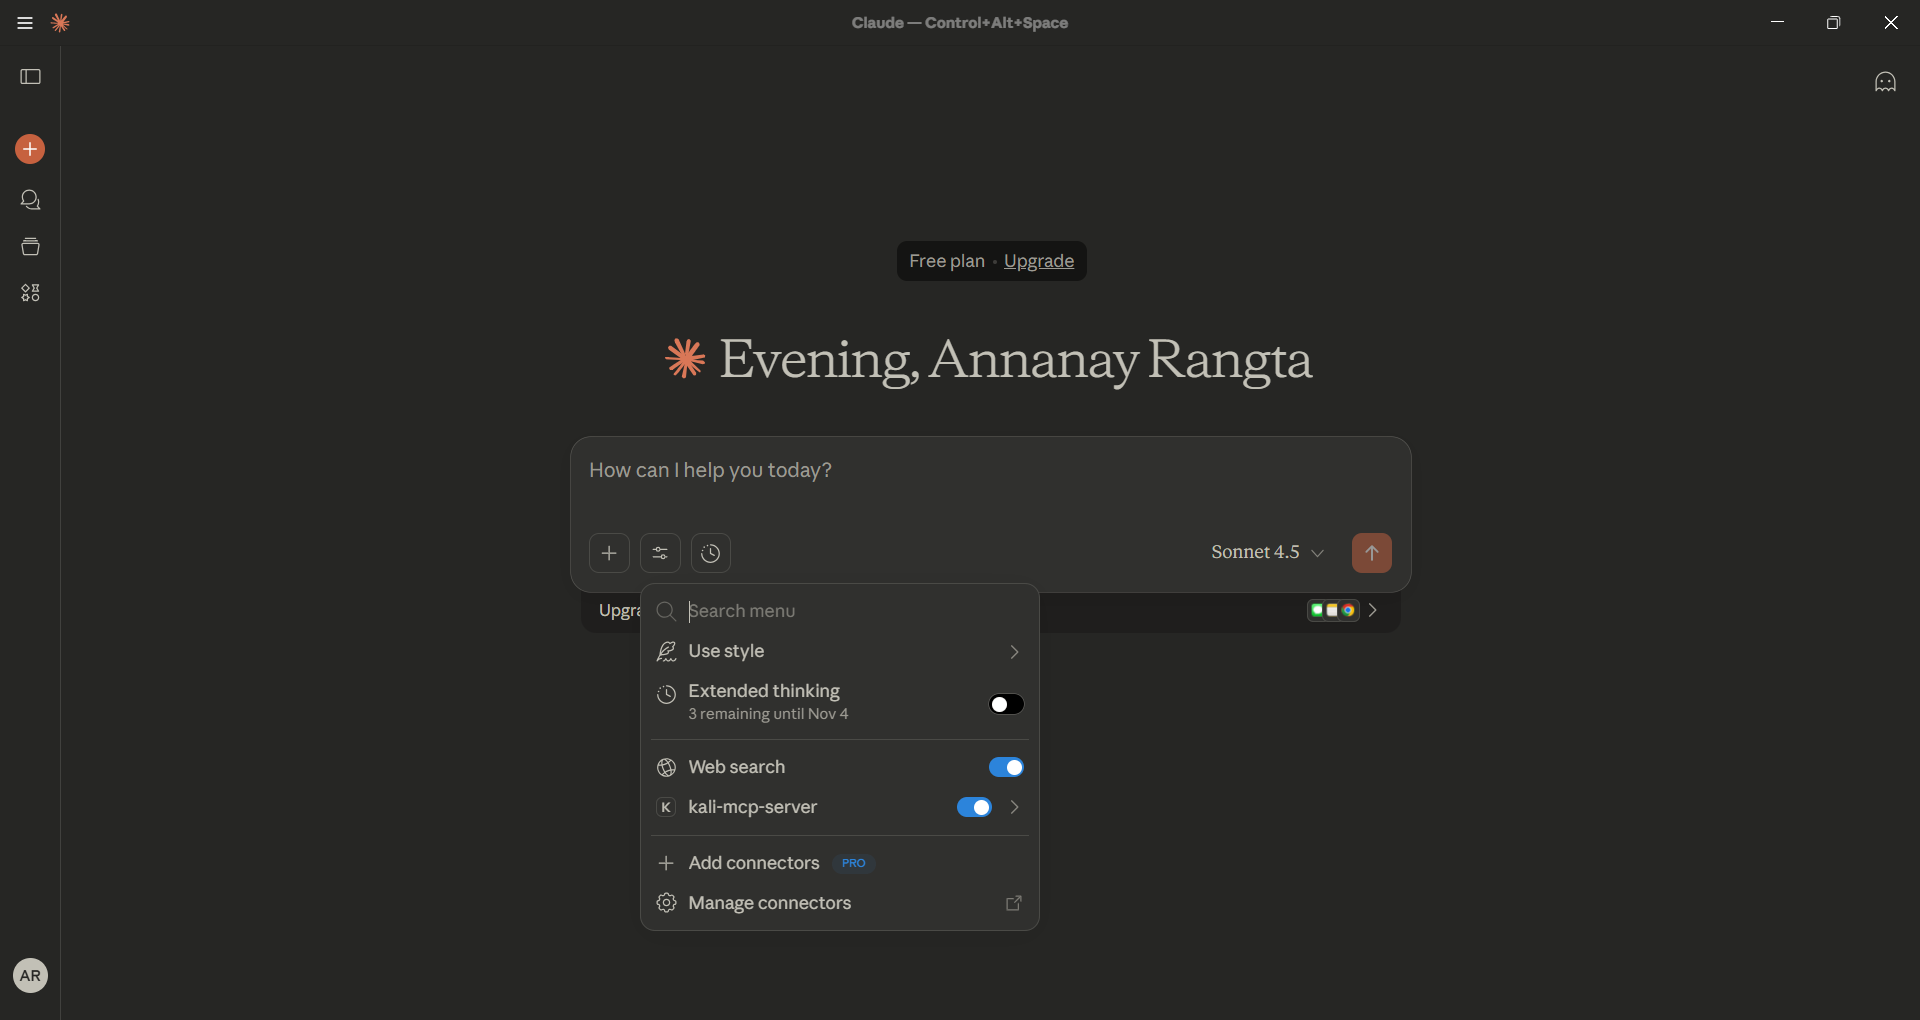 Claude — Control+Alt+Space
Free plan · Upgrade
Evening, Annanay Rangta
How can I help you today?
Sonnet 4.5
Upgra
Search menu
Use style
Extended thinking
3 remaining until Nov 4
Web search
K kali-mcp-server
Add connectors PRO
Manage connectors
AR